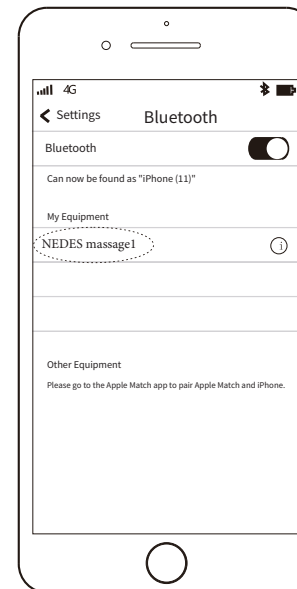 4G
Settings Bluetooth
Bluetooth
Can now be found as "iPhone (11)"
My Equipment
NEDES massage1
i
Other Equipment
Please go to the Apple Match app to pair Apple Match and iPhone.